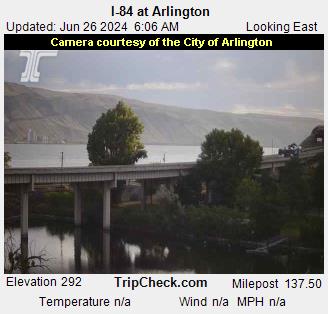 I-84 at Arlington
Updated: Jun 26 2024 6:06 AM Looking East
Camera courtesy of the City of Arlington
Elevation 292 TripCheck.com Milepost 137.50
Temperature n/a Wind n/a MPH n/a